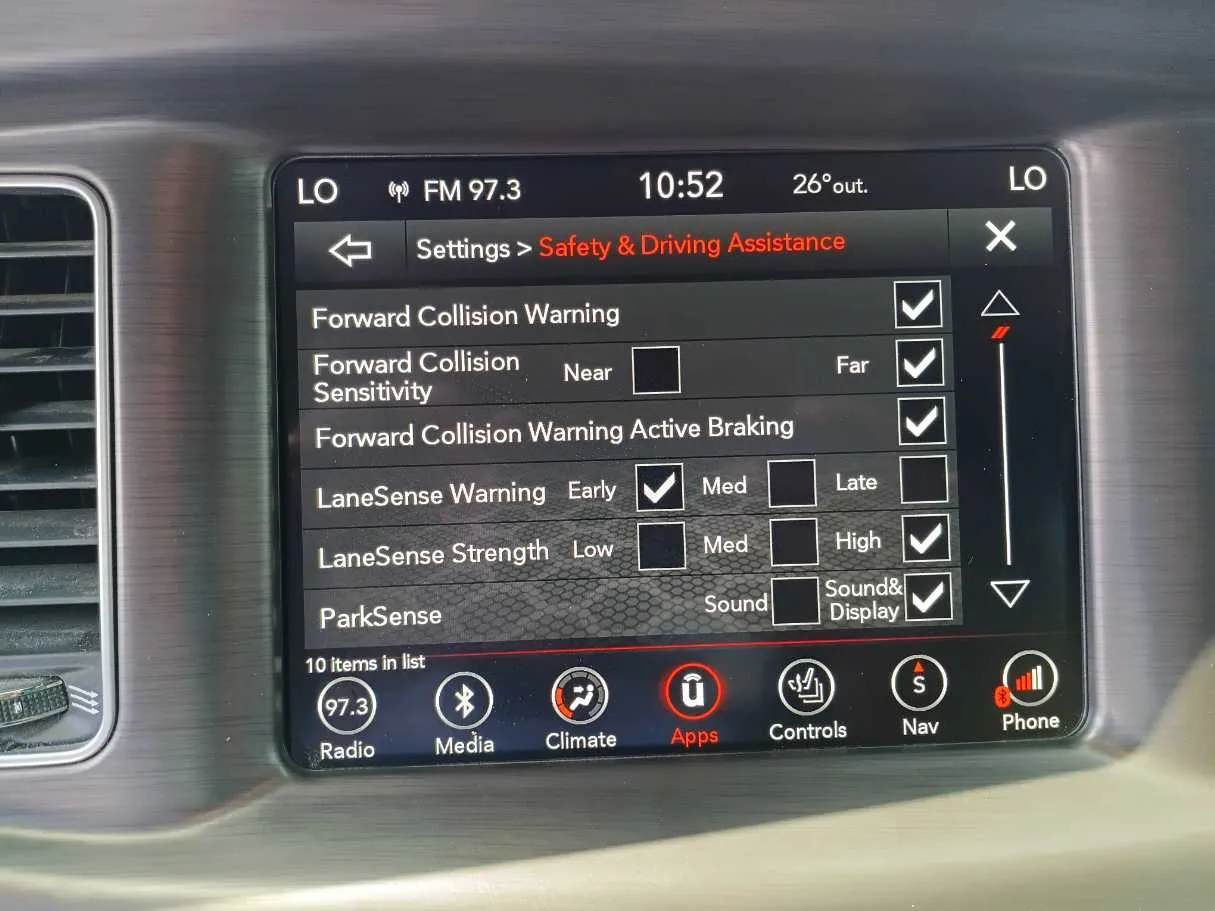 LO FM 97.3 10:52 26°out. LO
Settings > Safety & Driving Assistance
Forward Collision Warning
Forward Collision
Sensitivity
Near Far
Forward Collision Warning Active Braking
LaneSense Warning Early Med Late
LaneSense Strength Low Med High
ParkSense Sound Sound&
Display
10 items in list
97.3 S
Radio Media Climate Apps Controls Nav Phone